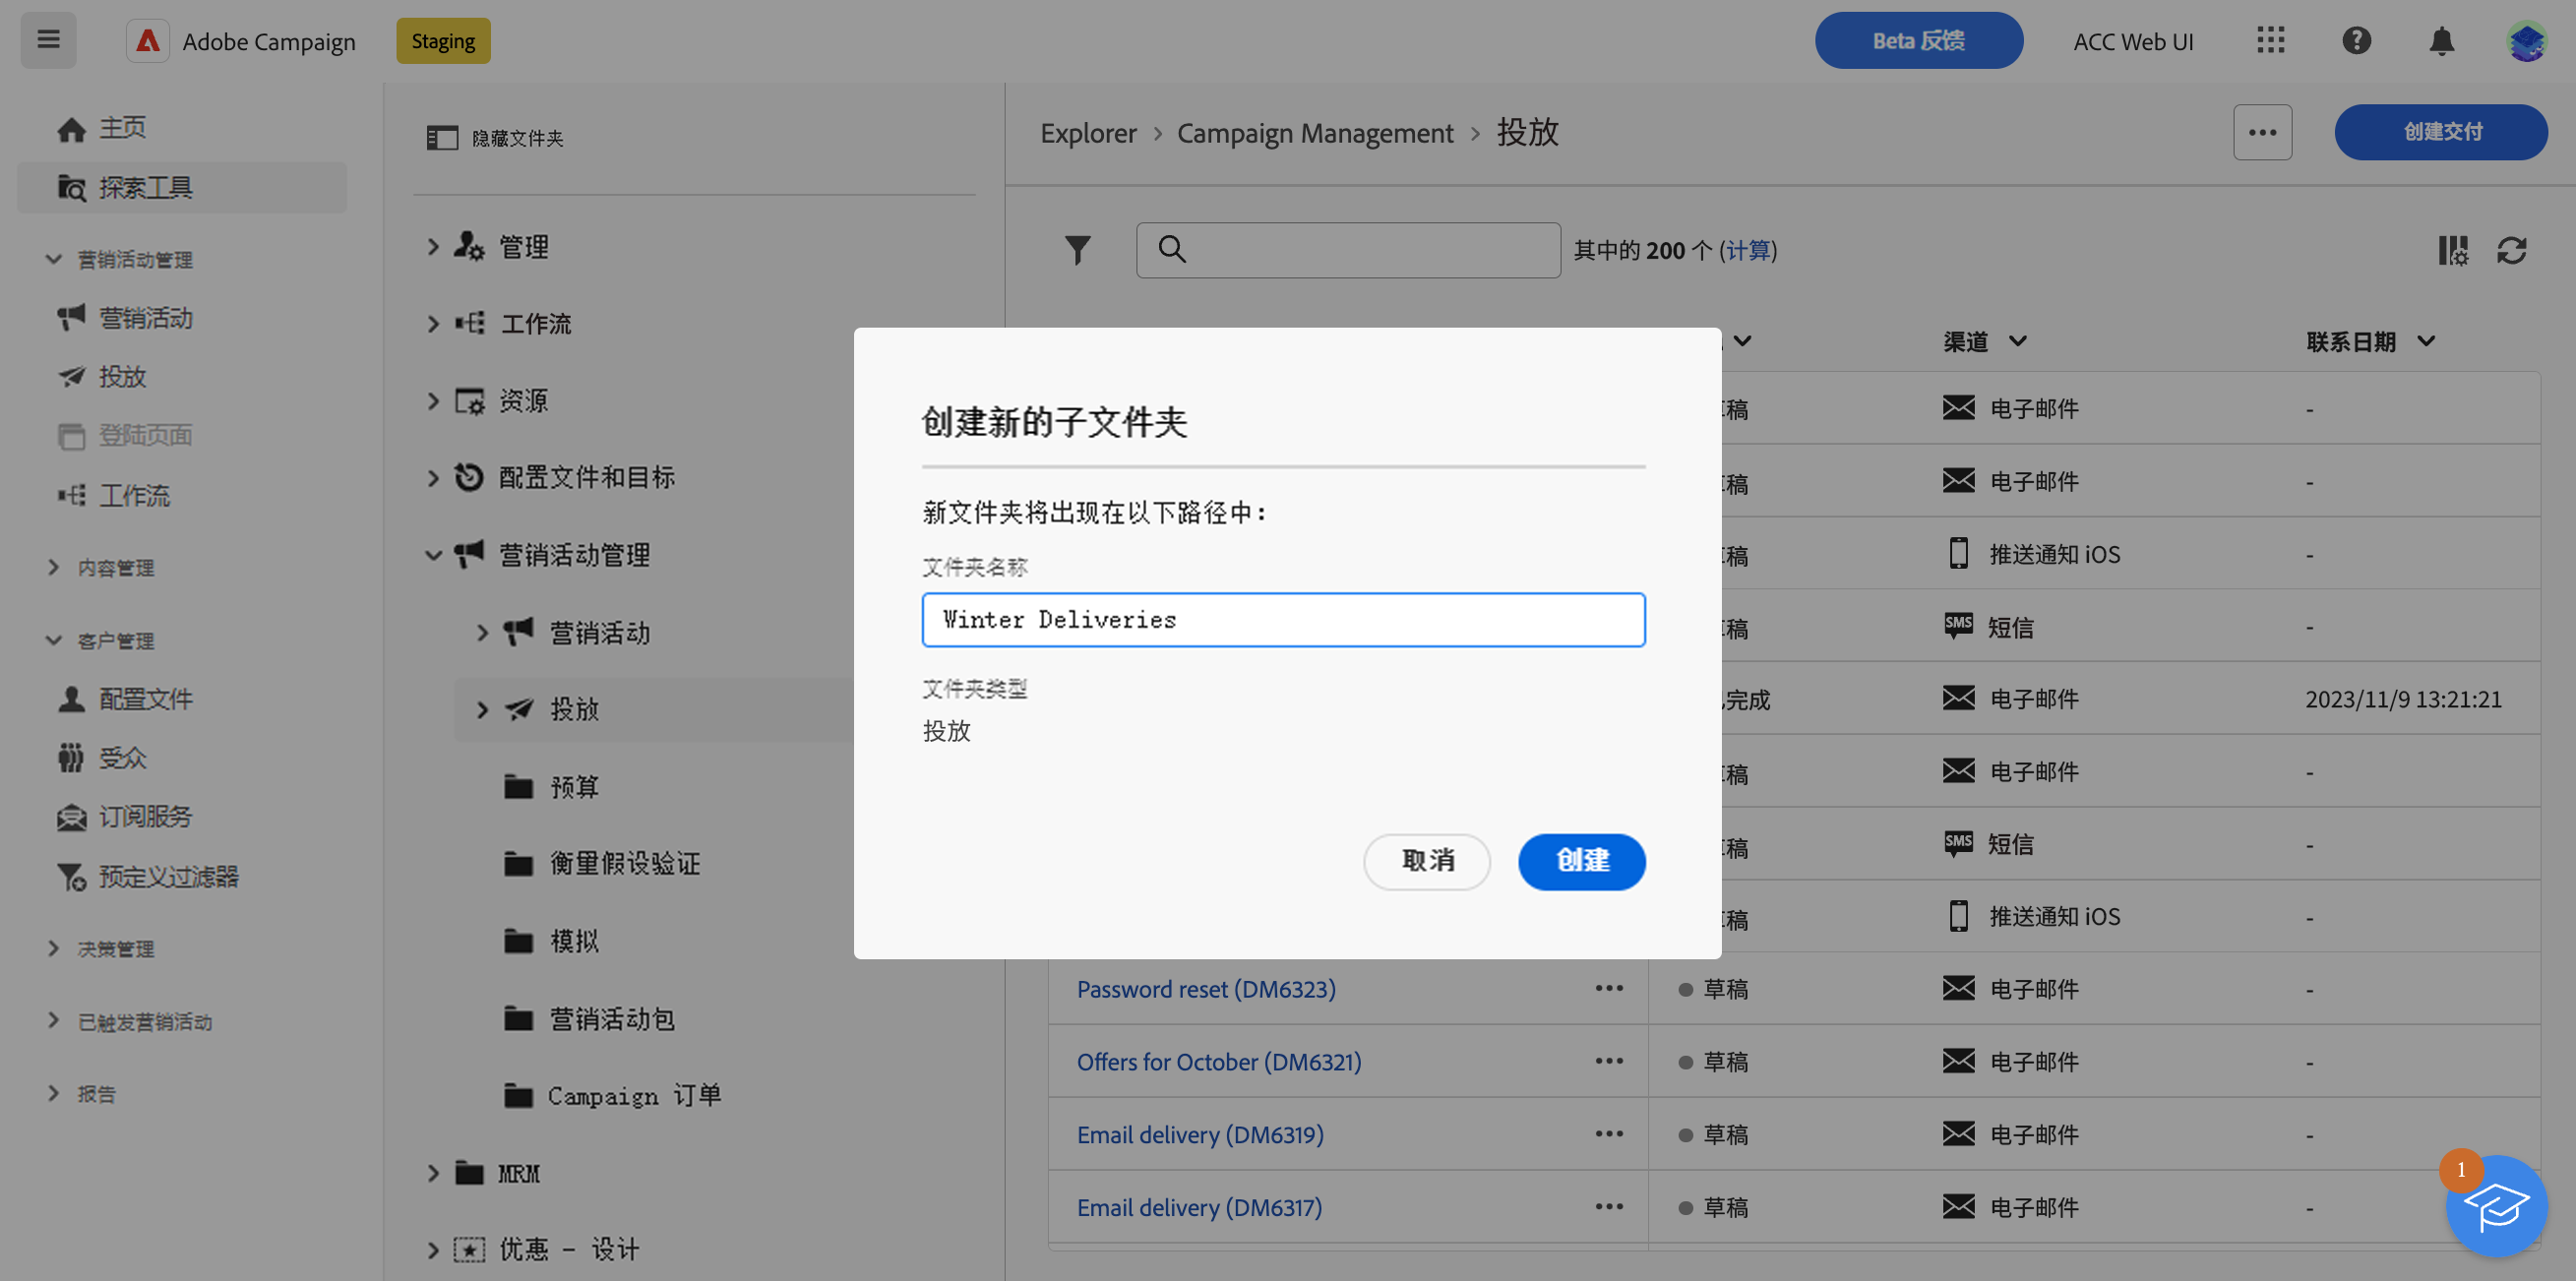 Adobe Campaign
Staging
Beta 反馈
ACC Web UI
主页
探索工具
营销活动管理
营销活动
投放
登陆页面
工作流
内容管理
客户管理
配置文件
受众
订阅服务
预定义过滤器
决策管理
已触发营销活动
报告
隐藏文件夹
管理
工作流
资源
配置文件和目标
营销活动管理
营销活动
投放
预算
衡里假设验证
模拟
营销活动包
Campaign 订单
MRM
优惠 - 设计
Explorer > Campaign Management > 投放
创建交付
其中的 200 个 (计算)
渠道 联系日期
稿 电子邮件 -
稿 电子邮件 -
稿 推送通知 iOS -
稿 SMS 短信 -
完成 电子邮件 2023/11/9 13:21:21
稿 电子邮件 -
稿 SMS 短信 -
稿 推送通知 iOS -
Password reset (DM6323) 草稿 电子邮件 -
Offers for October (DM6321) 草稿 电子邮件 -
Email delivery (DM6319) 草稿 电子邮件 -
Email delivery (DM6317) 草稿 电子邮件 -
创建新的子文件夹
新文件夹将出现在以下路径中：
文件夹名称
Winter Deliveries
文件夹类型
投放
取消
创建
1